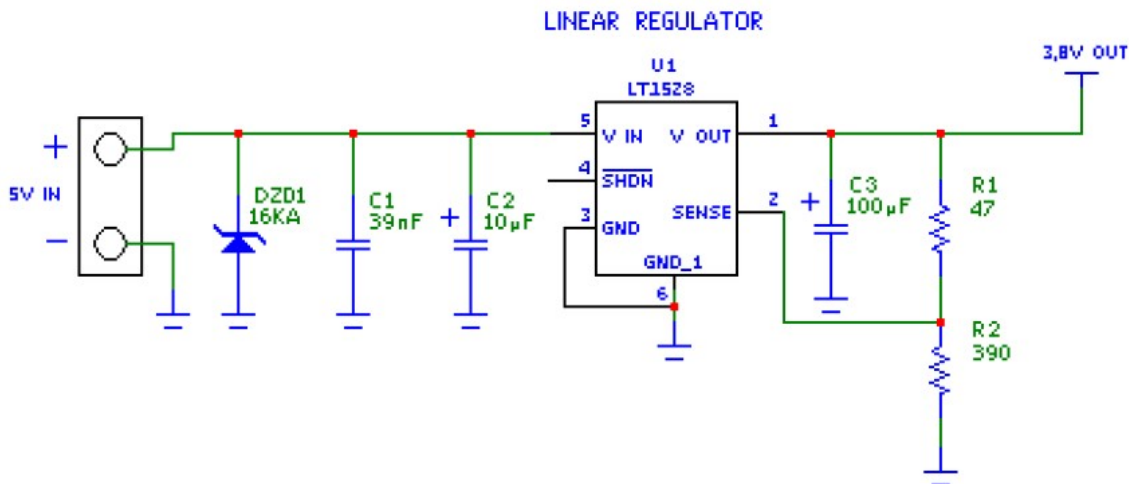 LINEAR REGULATOR
3,8V OUT
U1
LT1528
5
V IN
V OUT
1
+
5V IN
-
4
SHDN
DZD1
16KA
C1
39nF
+
C2
10µF
3
GND
SENSE
2
+
C3
100µF
R1
47
GND_1
6
R2
390